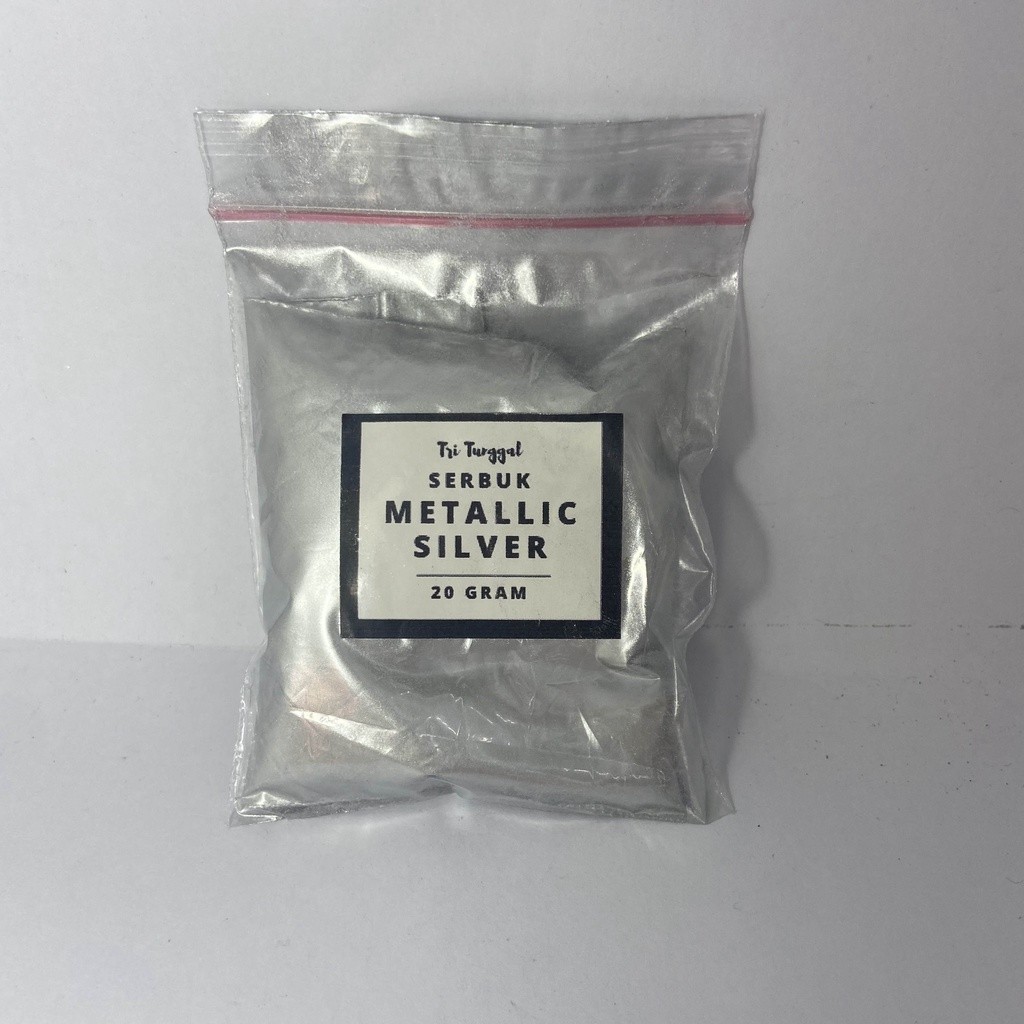 Tri Tunggal
SERBUK
METALLIC
SILVER
20 GRAM